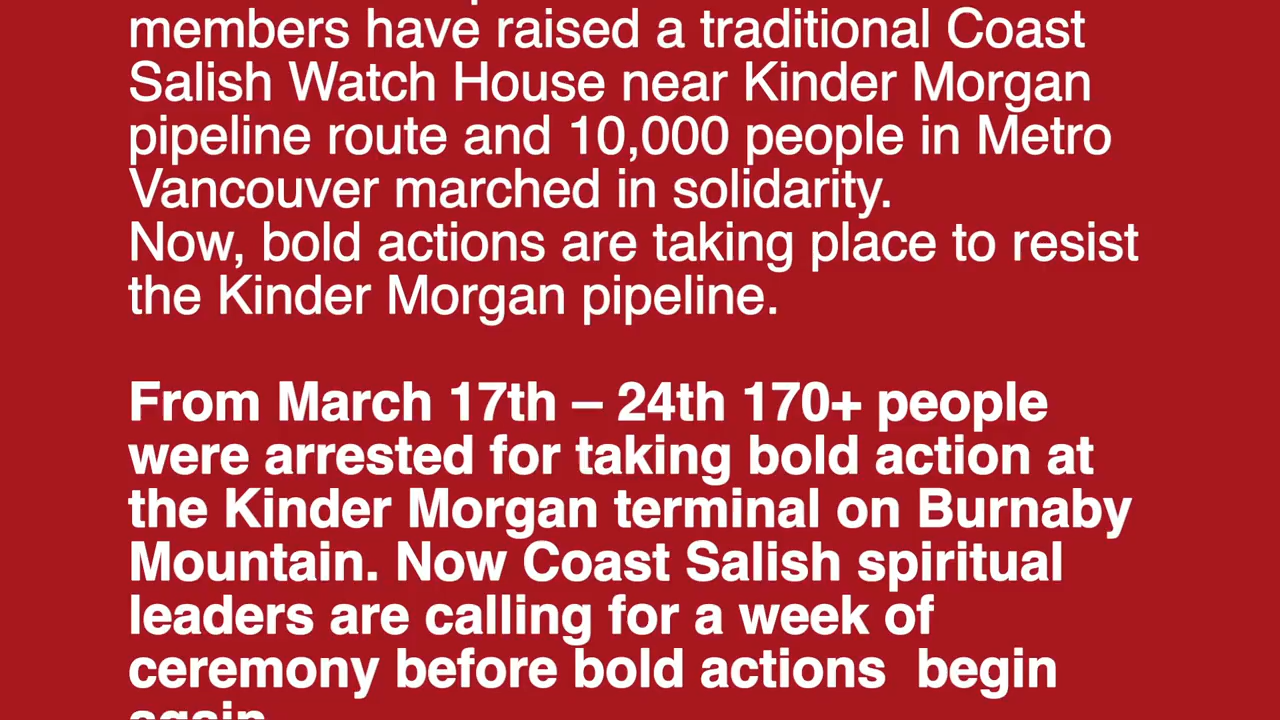 members have raised a traditional Coast
Salish Watch House near Kinder Morgan
pipeline route and 10,000 people in Metro
Vancouver marched in solidarity.
Now, bold actions are taking place to resist
the Kinder Morgan pipeline.
From March 17th – 24th 170+ people
were arrested for taking bold action at
the Kinder Morgan terminal on Burnaby
Mountain. Now Coast Salish spiritual
leaders are calling for a week of
ceremony before bold actions  begin
again